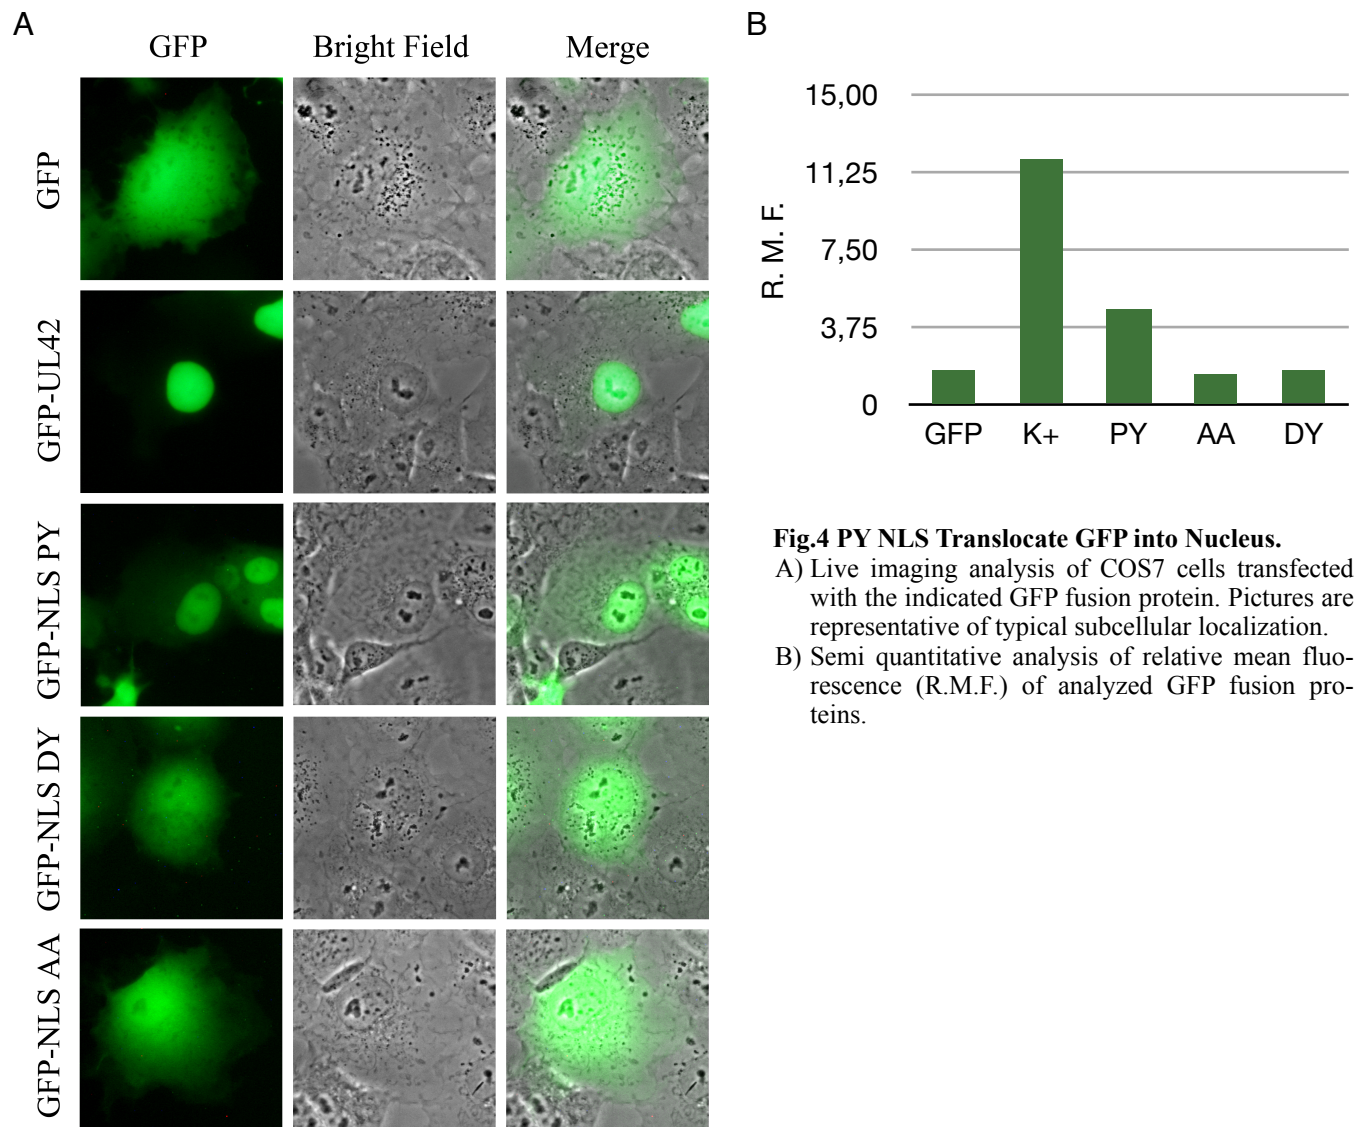 A
GFP
Bright Field
Merge
GFP
GFP-UL42
GFP-NLS PY
GFP-NLS DY
GFP-NLS AA
B
15,00
11,25
7,50
3,75
0
R. M. F.
GFP
K+
PY
AA
DY
Fig.4 PY NLS Translocate GFP into Nucleus.
A) Live imaging analysis of COS7 cells transfected
with the indicated GFP fusion protein. Pictures are
representative of typical subcellular localization.
B) Semi quantitative analysis of relative mean fluo-
rescence (R.M.F.) of analyzed GFP fusion pro-
teins.